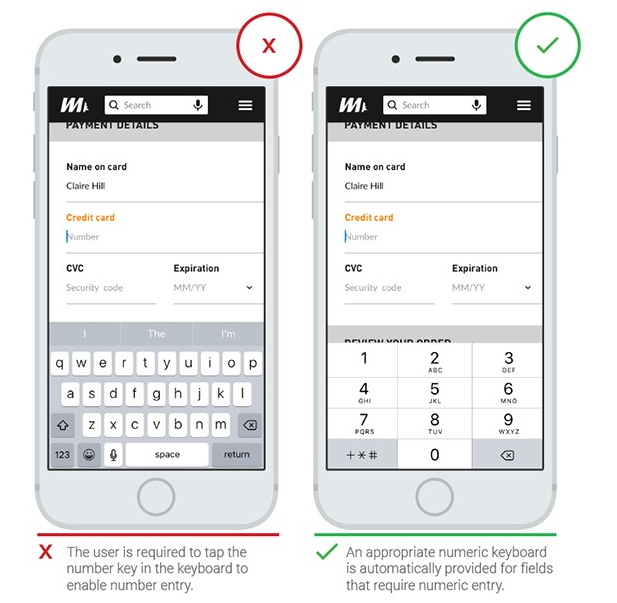 X
Search
PAYMENT DETAILS
Name on card
Claire Hill
Credit card
Number
CVC Expiration
Security code MM/YY
I The I'm
q w e r t y u i o p
a s d f g h j k l
z x c v b n m
123 space return
X The user is required to tap the
number key in the keyboard to
enable number entry.
Search
PAYMENT DETAILS
Name on card
Claire Hill
Credit card
Number
CVC Expiration
Security code MM/YY
REVIEW YOUR ORDER
1 2 3
ABC DEF
4 5 6
GHI JKL MNO
7 8 9
PQRS TUV WXYZ
+ * # 0
An appropriate numeric keyboard
is automatically provided for fields
that require numeric entry.